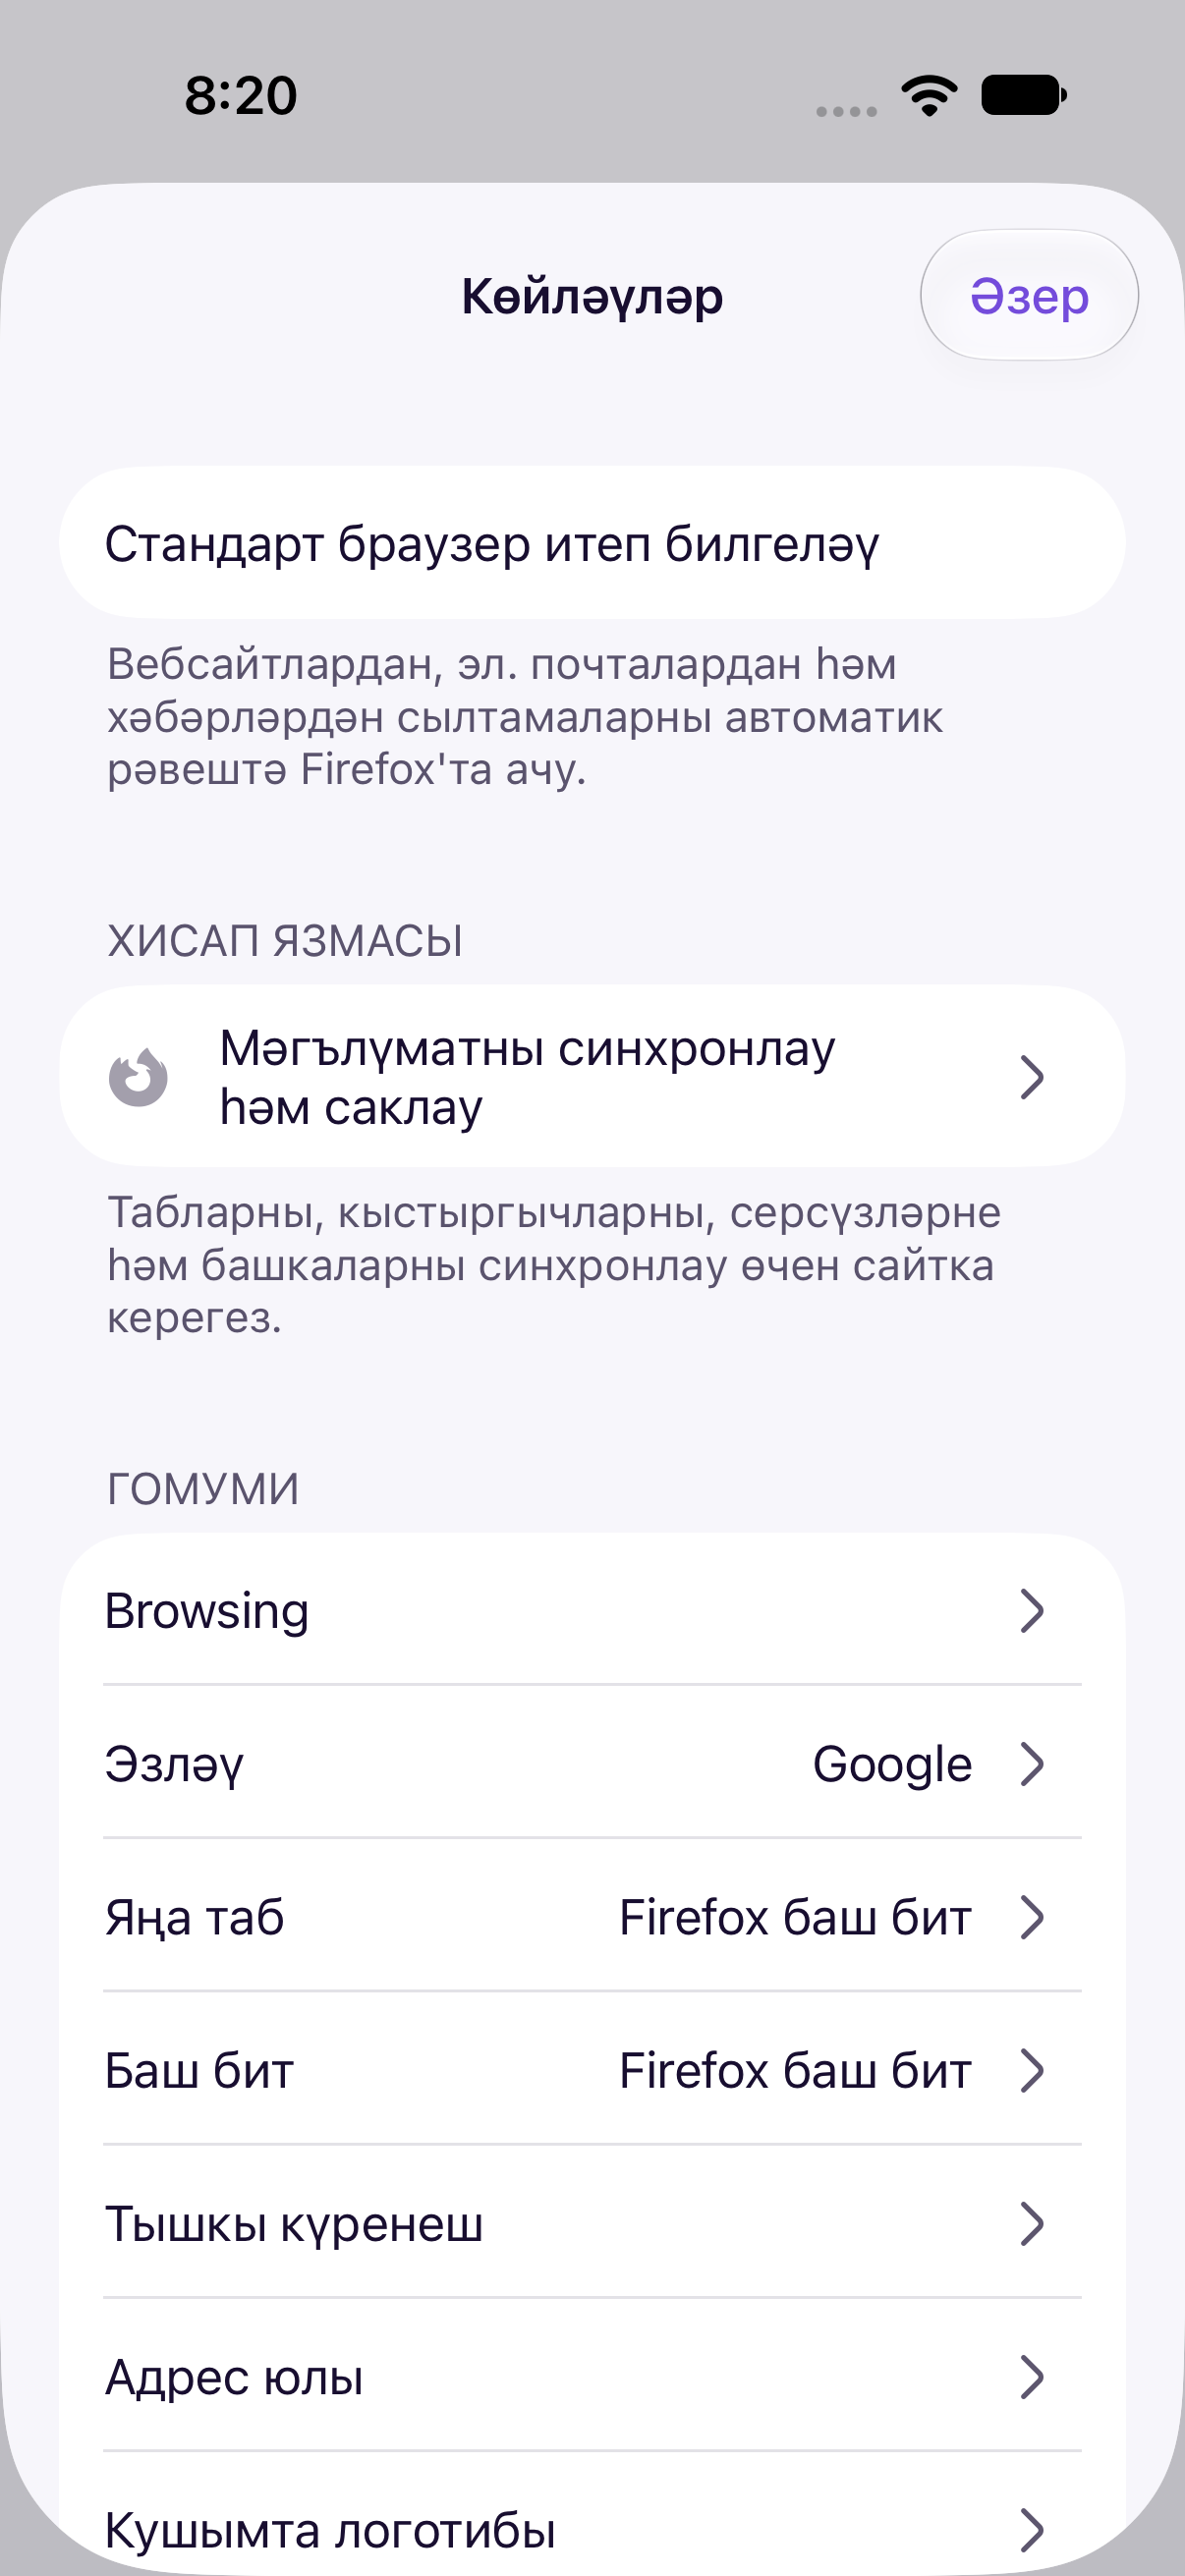 8:20
Көйләүләр
Әзер
Стандарт браузер итеп билгеләү
Вебсайтлардан, эл. почталардан һәм
хәбәрләрдән сылтамаларны автоматик
рәвештә Firefox'та ачу.
ХИСАП ЯЗМАСЫ
Мәгълүматны синхронлау
һәм саклау
Табларны, кыстыргычларны, серсүзләрне
һәм башкаларны синхронлау өчен сайтка
керегез.
ГОМУМИ
Browsing
Эзләү Google
Яңа таб Firefox баш бит
Баш бит Firefox баш бит
Тышкы күренеш
Адрес юлы
Кушымта логотибы